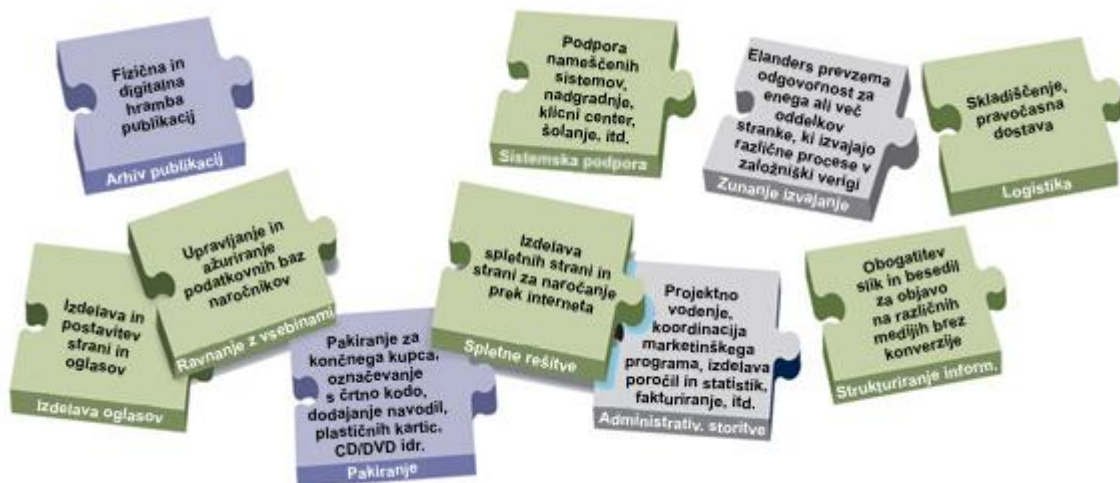 Fizična in
digitalna
hramba
publikacij
Arhiv publikacij
Podpora
nameščenih
sistemov,
nadgradnje,
klicni center,
šolanje, itd.
Sistemska podpora
Elanders prevzema
odgovornost za
enega ali več
oddelkov
stranke, ki izvajajo
različne procese v
založniški verigi
Zunanje izvajanje
Skladiščenje,
pravočasna
dostava
Logistika
Izdelava in
postavitev
strani in
oglasov
Izdelava oglasov
Upravljanje in
ažuriranje
podatkovnih baz
naročnikov
Ravnanje z vsebinami
Pakiranje za
končnega kupca,
označevanje
s črtno kodo,
dodajanje navodil,
plastičnih kartic,
CD/DVD idr.
Pakiranje
Izdelava
spletnih strani in
strani za naročanje
prek interneta
Spletne rešitve
Projektno
vodenje,
koordinacija
marketinškega
programa, izdelava
poročil in statistik,
fakturiranje, itd.
Administrativ. storitve
Obogatitev
slik in besedil
za objavo
na različnih
medijih brez
konverzije
Strukturiranje inform.